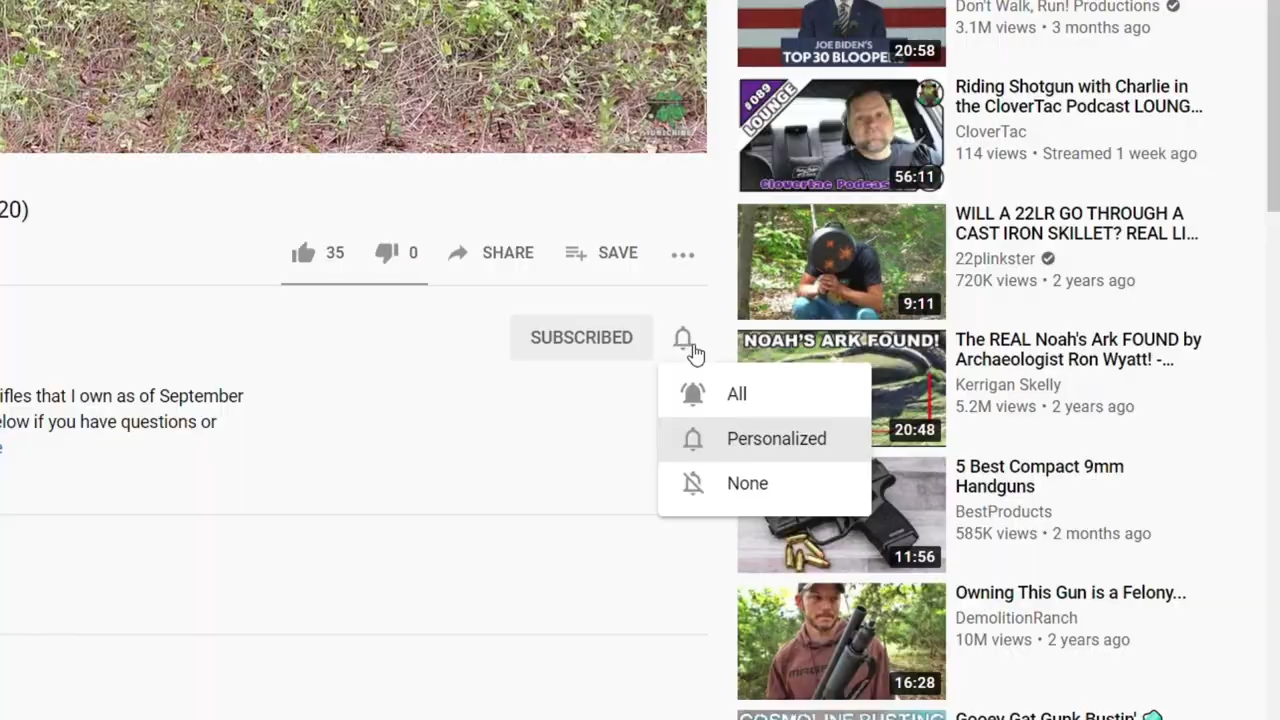 SUBSCRIBE
20)
35
0
SHARE
SAVE
SUBSCRIBED
ifles that I own as of September
elow if you have questions or
e
All
Personalized
None
JOE BIDEN'S
TOP 30 BLOOPE
20:58
Don't Walk, Run! Productions
3.1M views • 3 months ago
#089
LOUNGE
Clovertac Podcas
56:11
Riding Shotgun with Charlie in
the CloverTac Podcast LOUNG...
CloverTac
114 views • Streamed 1 week ago
9:11
WILL A 22LR GO THROUGH A
CAST IRON SKILLET? REAL LI...
22plinkster
720K views • 2 years ago
NOAH'S ARK FOUND!
20:48
The REAL Noah's Ark FOUND by
Archaeologist Ron Wyatt! -...
Kerrigan Skelly
5.2M views • 2 years ago
11:56
5 Best Compact 9mm
Handguns
BestProducts
585K views • 2 months ago
16:28
Owning This Gun is a Felony...
DemolitionRanch
10M views • 2 years ago
COSMOLINE BUSTING
Gooey Gat Gunk Bustin'